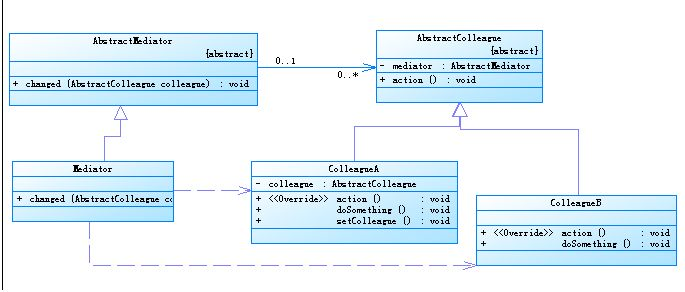 AbstractMediator
{abstract}
+ changed (AbstractColleague colleague) : void
0..1
0..*
AbstractColleague
{abstract}
- mediator : AbstractMediator
+ action () : void
Mediator
+ changed (AbstractColleague co
ColleagueA
- colleague : AbstractColleague
+ <<Override>> action () : void
+ doSomething () : void
+ setColleague () : void
ColleagueB
+ <<Override>> action () : void
+ doSomething () : void